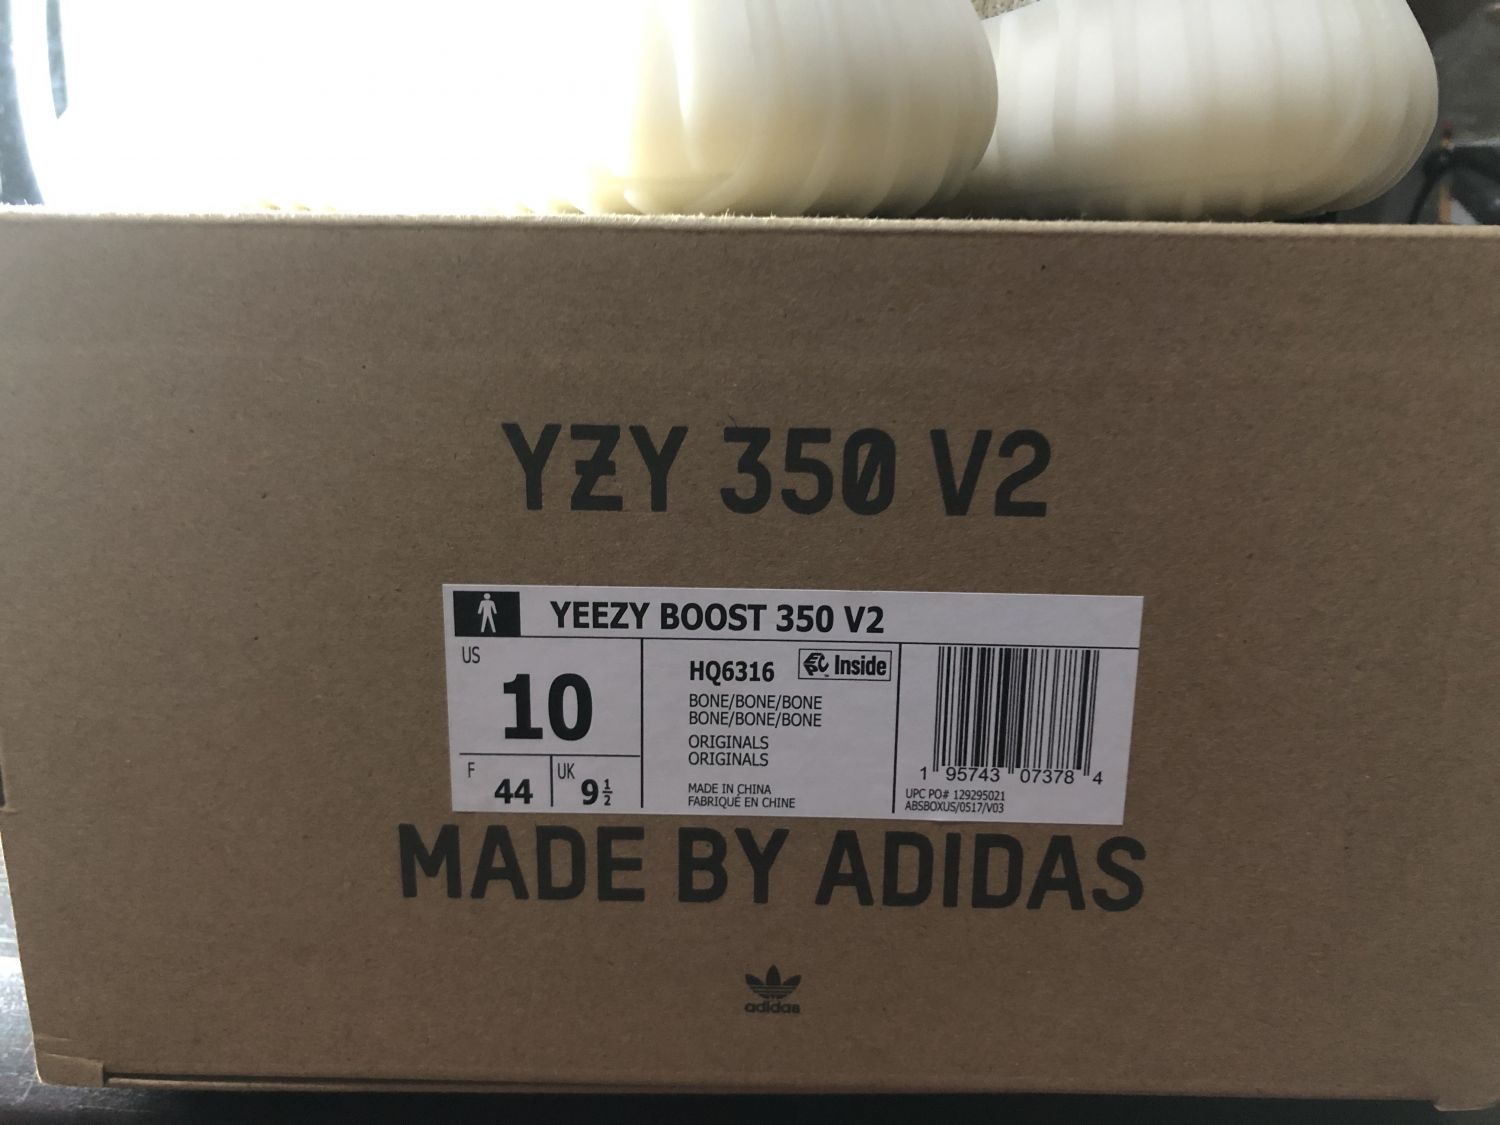 YZY 350 V2
YEEZY BOOST 350 V2
US
10
F
44
UK
9½
HQ6316
Inside
BONE/BONE/BONE
BONE/BONE/BONE
ORIGINALS
ORIGINALS
MADE IN CHINA
FABRIQUÉ EN CHINE
1 95743 07378 4
UPC PO# 129295021
ABSBOXUS/0517/V03
MADE BY ADIDAS
adidas